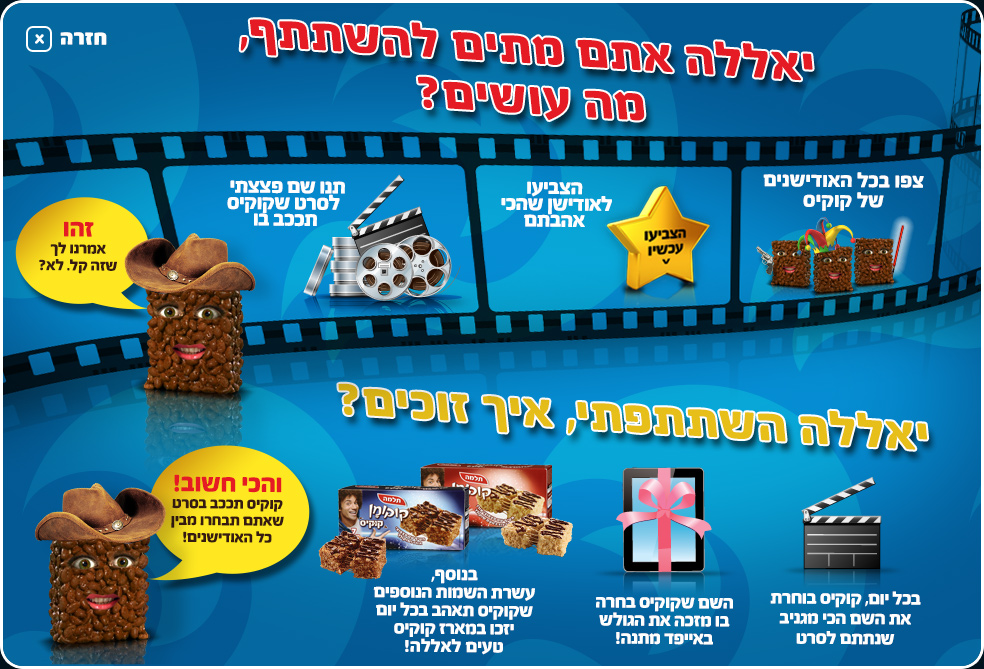 חזרה
יאללה אתם מתים להשתתף,
מה עושים?
צפו בכל האודישנים
של קוקיס
הצביעו
לאודישן שהכי
אהבתם
הצביעו
עכשיו
תנו שם פצצתי
לסרט שקוקיס
תככב בו
זהו
אמרנו לך
שזה קל. לא?
יאללה השתתפתי, איך זוכים?
בכל יום, קוקיס בוחרת
את השם הכי מגניב
שנתתם לסרט
השם שקוקיס בחרה
בו מזכה את הגולש
באייפד מתנה!
תלמה
תלמה
קוקומן
קוקיס
בנוסף,
עשרת השמות הנוספים
שקוקיס תאהב בכל יום
יזכו במארז קוקיס
טעים לאללה!
והכי חשוב!
קוקיס תככב בסרט
שאתם תבחרו מבין
כל האודישנים!